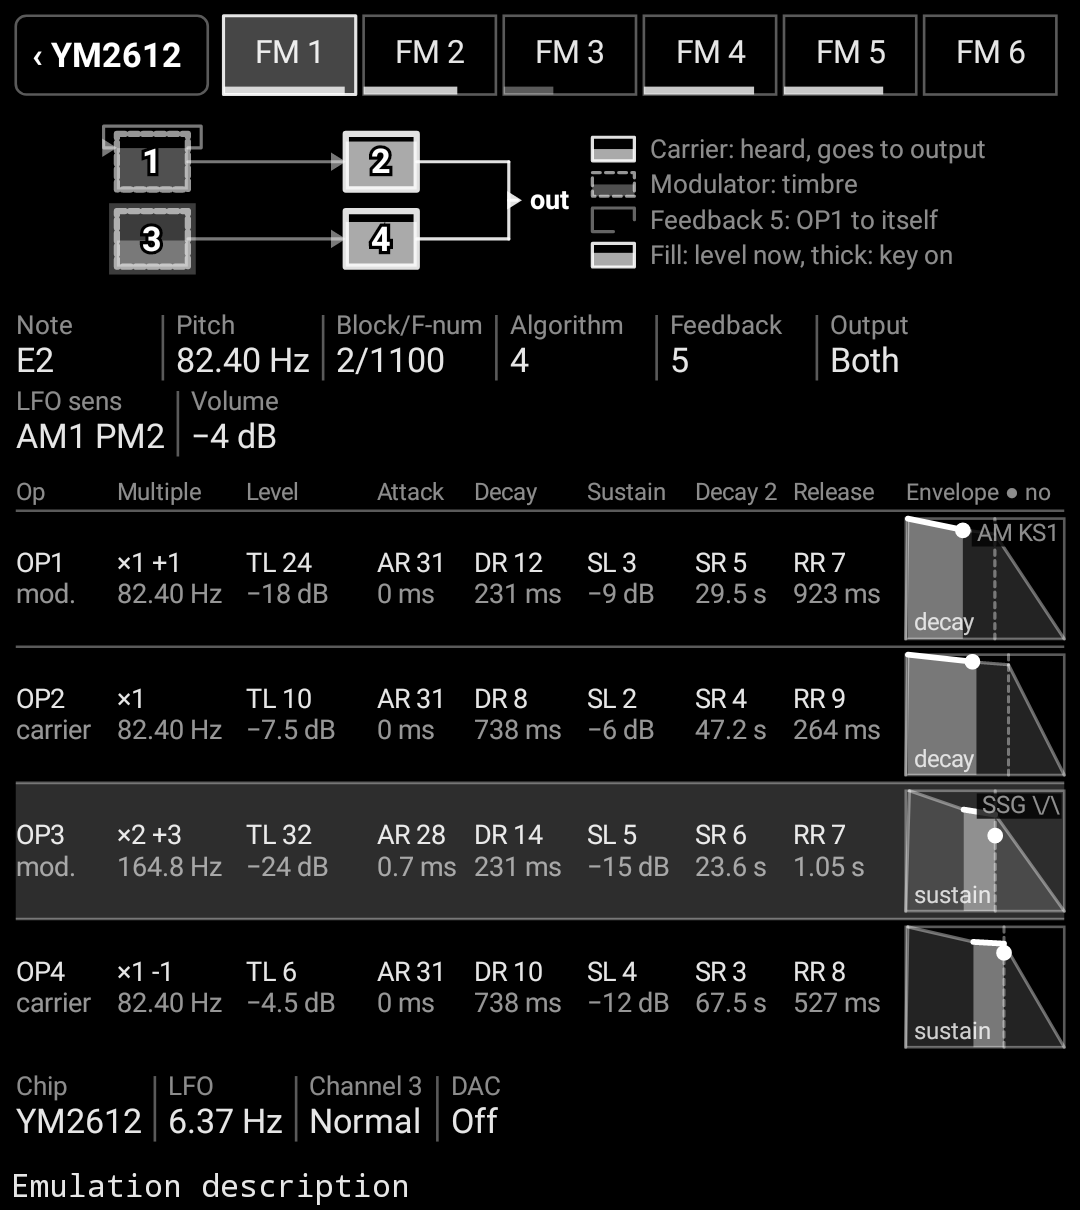 ‹ YM2612 FM 1 FM 2 FM 3 FM 4 FM 5 FM 6
1 2 3 4 out
Carrier: heard, goes to output
Modulator: timbre
Feedback 5: OP1 to itself
Fill: level now, thick: key on
Note Pitch Block/F-num Algorithm Feedback Output
E2 82.40 Hz 2/1100 4 5 Both
LFO sens Volume
AM1 PM2 −4 dB
Op Multiple Level Attack Decay Sustain Decay 2 Release Envelope ● no
OP1 ×1 +1 TL 24 AR 31 DR 12 SL 3 SR 5 RR 7 AM KS1
mod. 82.40 Hz −18 dB 0 ms 231 ms −9 dB 29.5 s 923 ms decay
OP2 ×1 TL 10 AR 31 DR 8 SL 2 SR 4 RR 9
carrier 82.40 Hz −7.5 dB 0 ms 738 ms −6 dB 47.2 s 264 ms decay
OP3 ×2 +3 TL 32 AR 28 DR 14 SL 5 SR 6 RR 7 SSG \/\
mod. 164.8 Hz −24 dB 0.7 ms 231 ms −15 dB 23.6 s 1.05 s sustain
OP4 ×1 -1 TL 6 AR 31 DR 10 SL 4 SR 3 RR 8
carrier 82.40 Hz −4.5 dB 0 ms 738 ms −12 dB 67.5 s 527 ms sustain
Chip LFO Channel 3 DAC
YM2612 6.37 Hz Normal Off
Emulation description